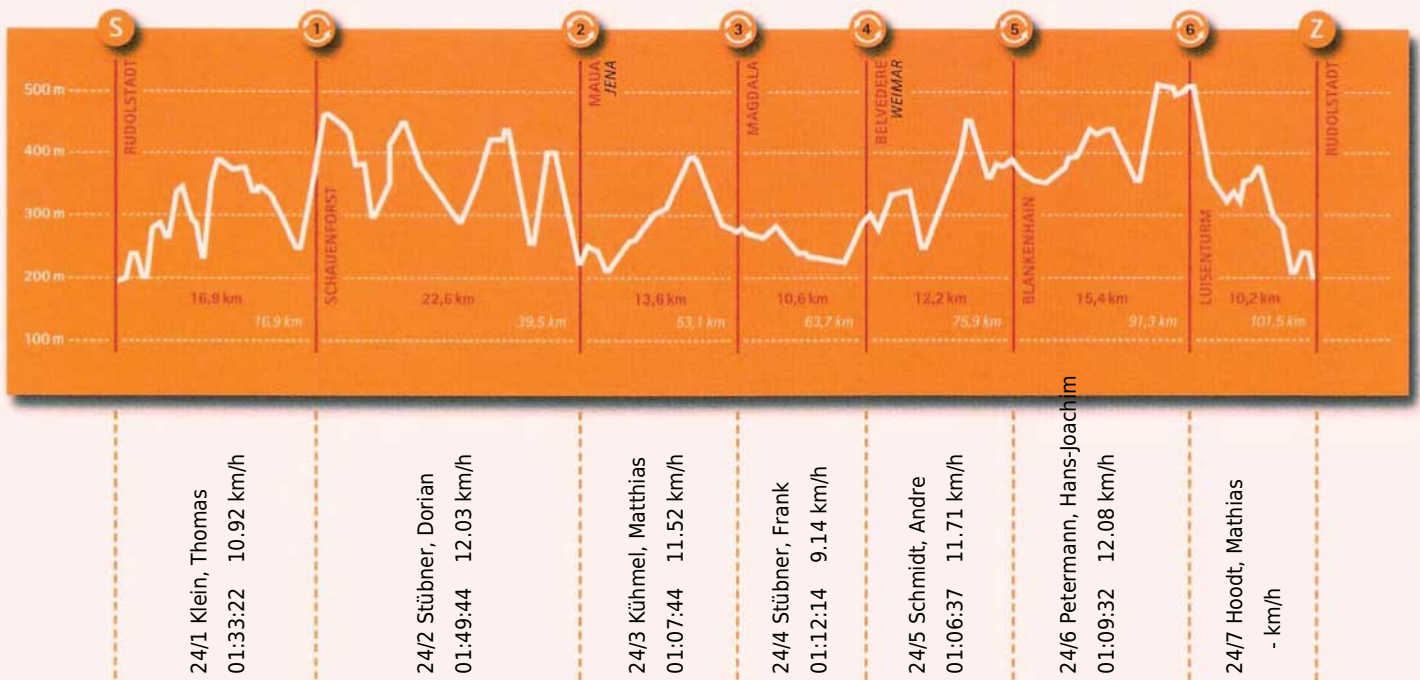 S
1
2
3
4
5
6
Z
500 m
400 m
300 m
200 m
100 m
RUDOLSTADT
SCHAUENFORST
MAUA
JENA
MAGDALA
BELVEDERE
WEIMAR
BLANKENHAIN
LUISENTURM
RUDOLSTADT
16,9 km
22,6 km
13,6 km
10,6 km
12,2 km
15,4 km
10,2 km
16,9 km
39,5 km
53,1 km
63,7 km
75,9 km
91,3 km
101,5 km
24/1 Klein, Thomas
01:33:22 10.92 km/h
24/2 Stübner, Dorian
01:49:44 12.03 km/h
24/3 Kühmel, Matthias
01:07:44 11.52 km/h
24/4 Stübner, Frank
01:12:14 9.14 km/h
24/5 Schmidt, Andre
01:06:37 11.71 km/h
24/6 Petermann, Hans-Joachim
01:09:32 12.08 km/h
24/7 Hoodt, Mathias
- km/h